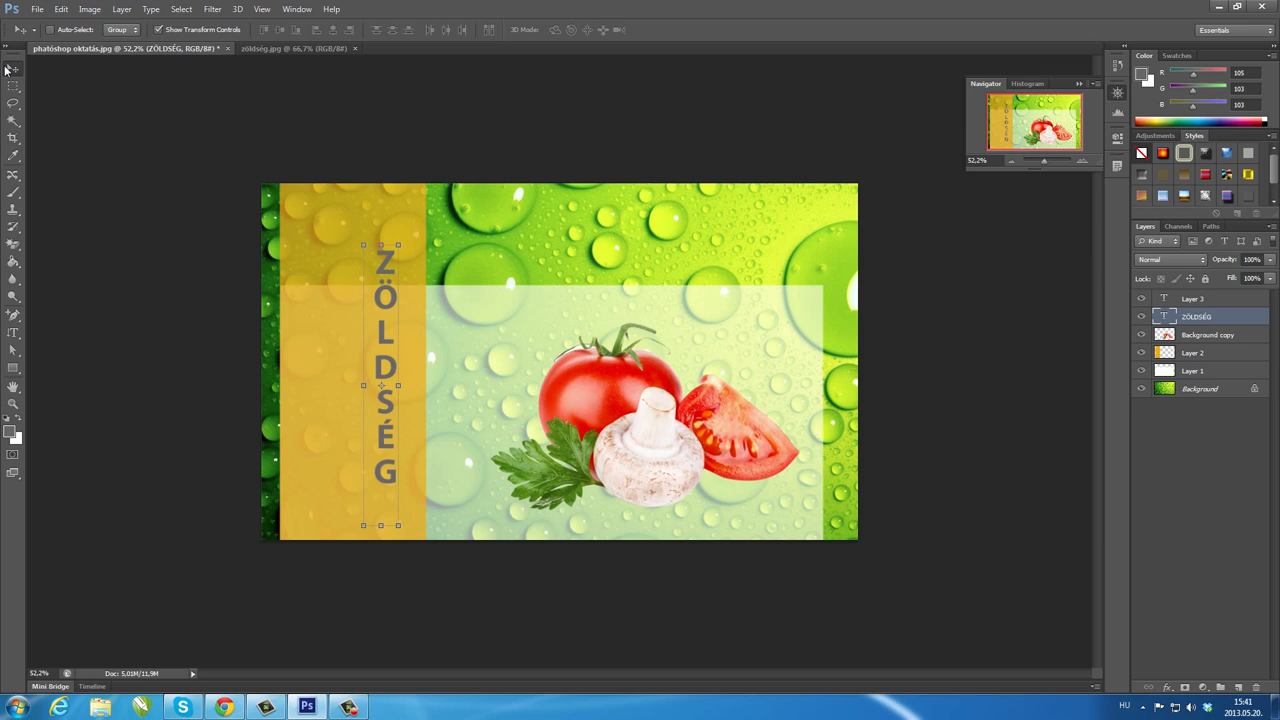 Ps File Edit Image Layer Type Select Filter 3D View Window Help
Auto-Select: Group Show Transform Controls 3D Mode: Essentials
phatóshop oktatás.jpg @ 52,2% (ZÖLDSÉG, RGB/8#) * × zöldség.jpg @ 66,7% (RGB/8#) ×
Color Swatches
R 105
G 103
B 103
Navigator Histogram
52,2%
Adjustments Styles
Layers Channels Paths
Kind
Normal Opacity: 100%
Lock: Fill: 100%
Layer 3
ZÖLDSÉG
Background copy
Layer 2
Layer 1
Background
fx
Z
Ö
L
D
S
É
G
52,2% Doc: 5,01M/11,9M
Mini Bridge Timeline
HU 15:41
2013.05.20.